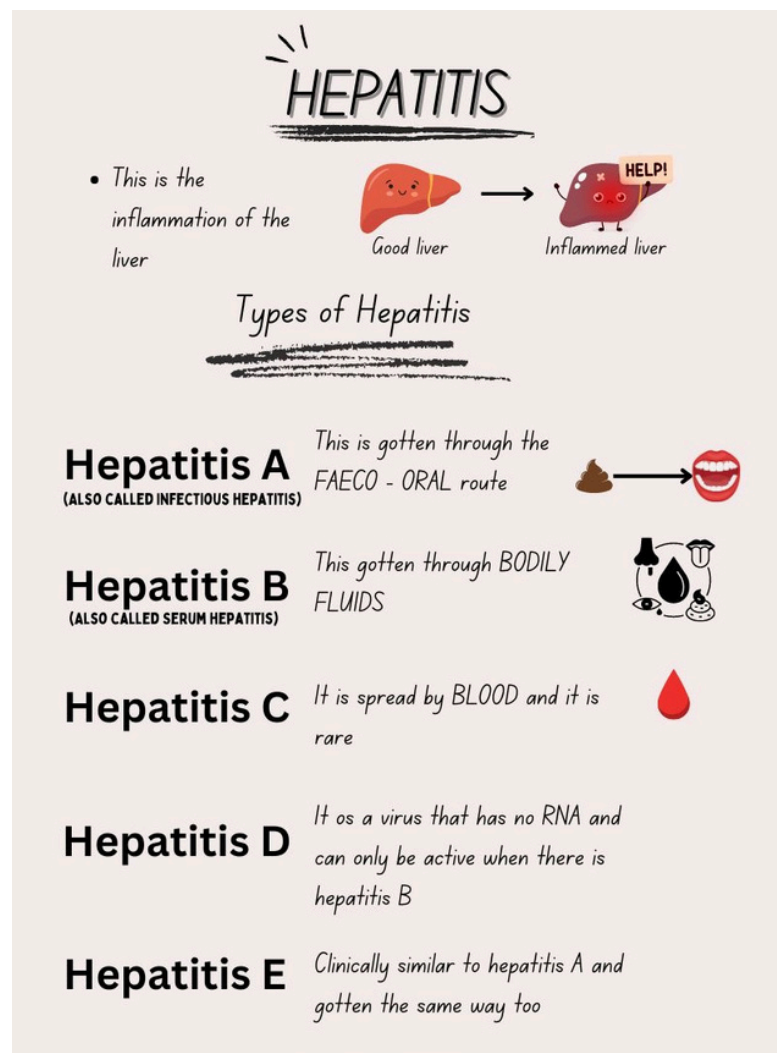 HEPATITIS
• This is the
inflammation of the
liver
HELP!
Good liver
Inflammed liver
Types of Hepatitis
Hepatitis A
(ALSO CALLED INFECTIOUS HEPATITIS)
This is gotten through the
FAECO - ORAL route
Hepatitis B
(ALSO CALLED SERUM HEPATITIS)
This gotten through BODILY
FLUIDS
Hepatitis C
It is spread by BLOOD and it is
rare
Hepatitis D
It os a virus that has no RNA and
can only be active when there is
hepatitis B
Hepatitis E
Clinically similar to hepatitis A and
gotten the same way too